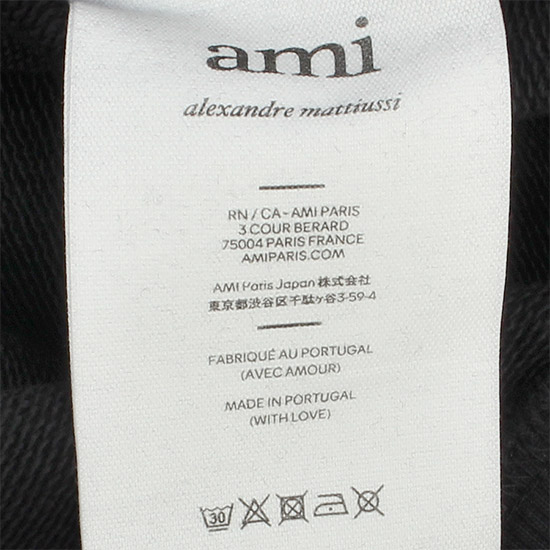 ami
alexandre mattiussi
RN / CA - AMI PARIS
3 COUR BERARD
75004 PARIS FRANCE
AMIPARIS.COM
AMI Paris Japan 株式会社
東京都渋谷区千駄ヶ谷 3-59-4
FABRIQUÉ AU PORTUGAL
(AVEC AMOUR)
MADE IN PORTUGAL
(WITH LOVE)
30